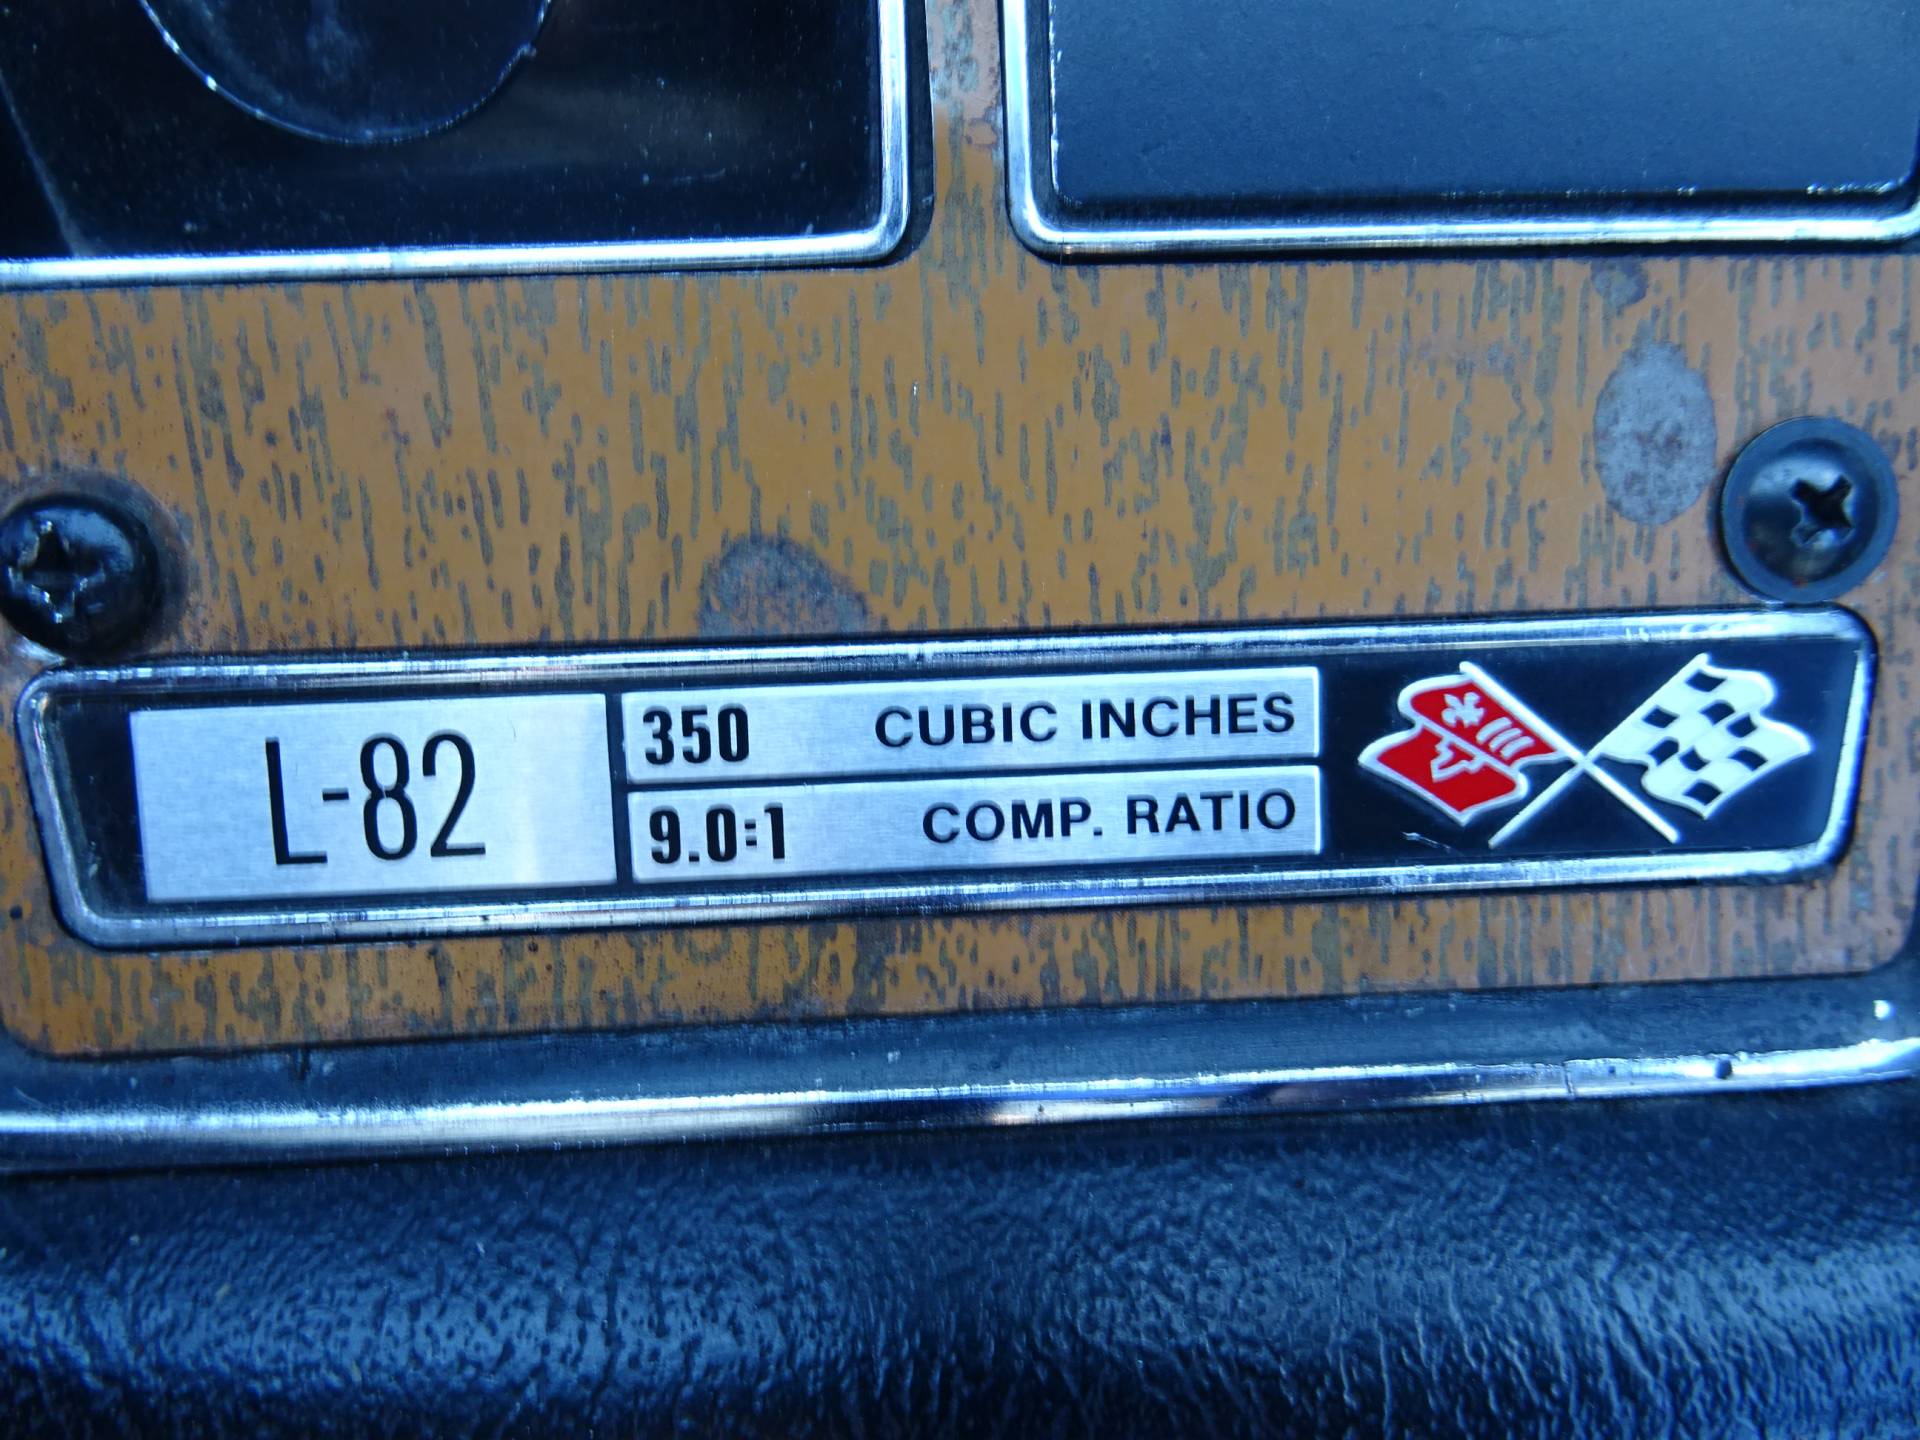 L-82
350 CUBIC INCHES
9.0:1 COMP. RATIO